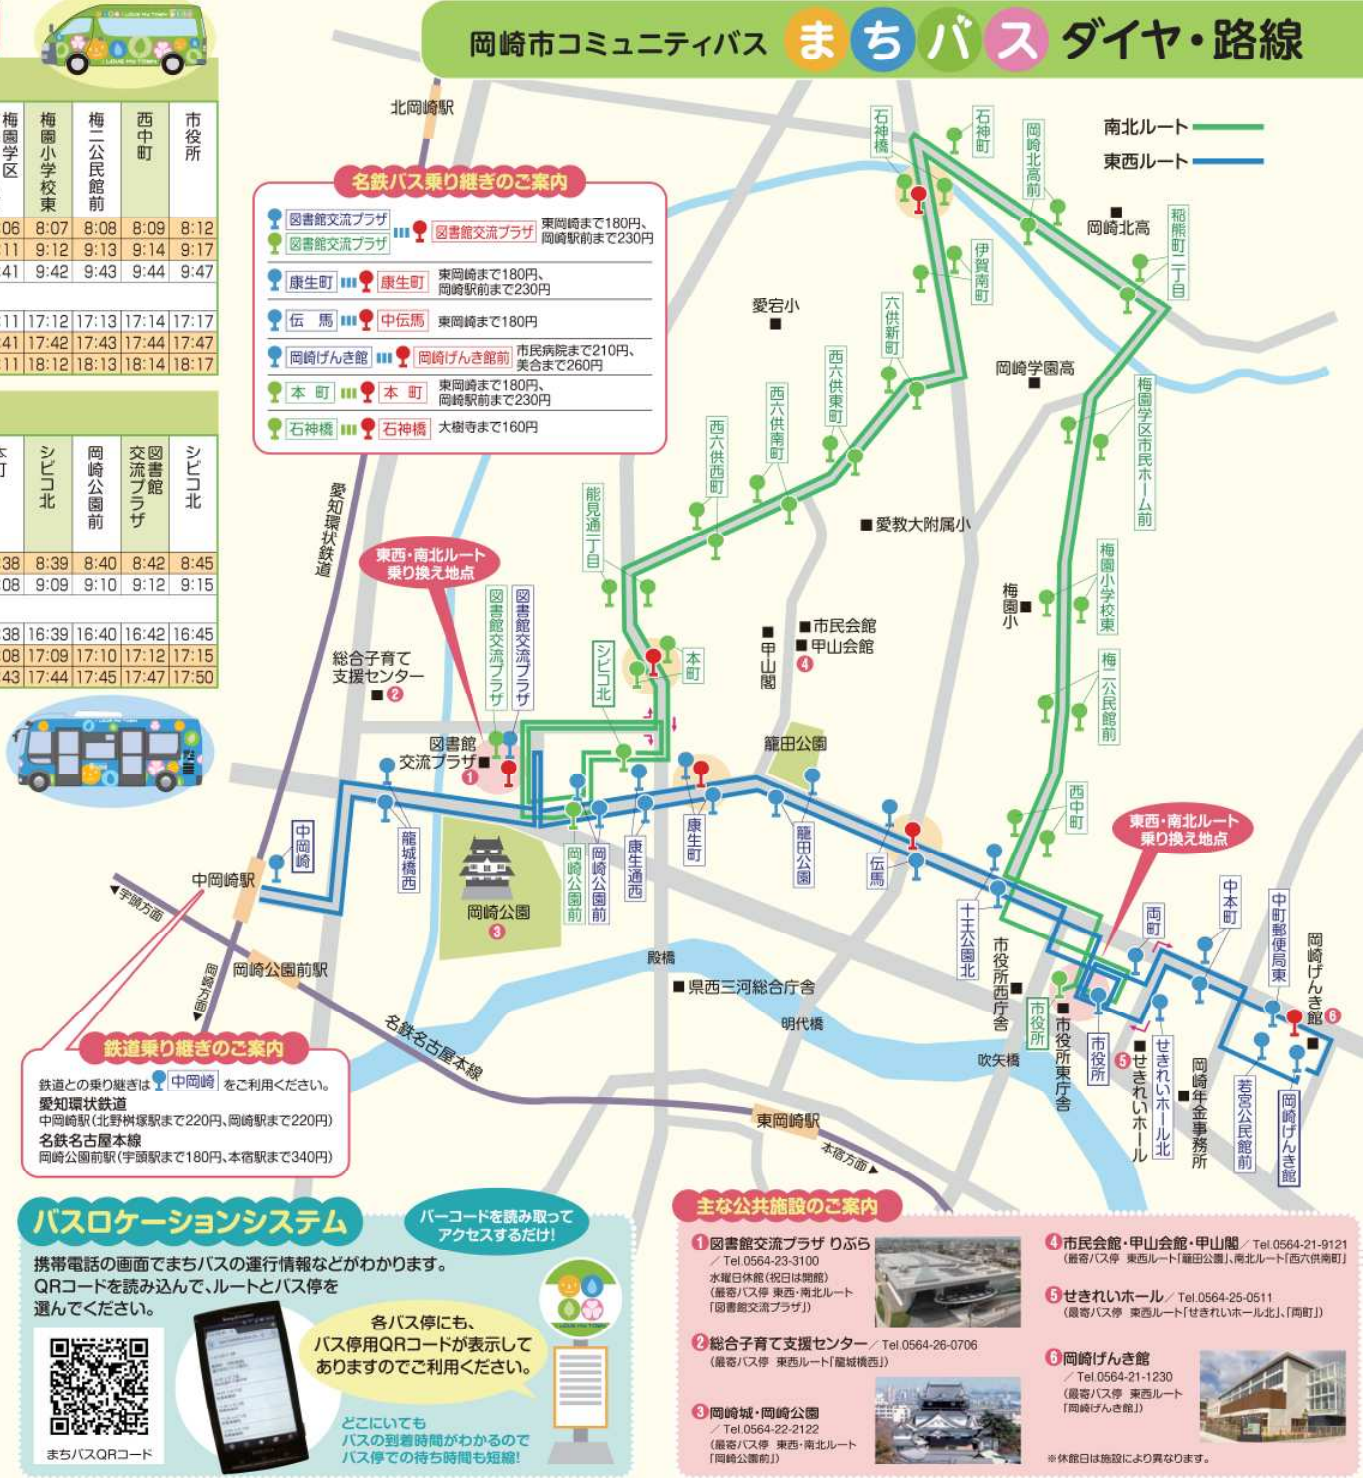 岡崎市コミュニティバス まちバス ダイヤ・路線
I LOVE MY TOWN
梅園学区 梅園小学校東 梅二公民館前 西中町 市役所
:06 8:07 8:08 8:09 8:12
:11 9:12 9:13 9:14 9:17
:41 9:42 9:43 9:44 9:47
:11 17:12 17:13 17:14 17:17
:41 17:42 17:43 17:44 17:47
:11 18:12 18:13 18:14 18:17
本町 シビコ北 岡崎公園前 図書館交流プラザ シビコ北
:38 8:39 8:40 8:42 8:45
:08 9:09 9:10 9:12 9:15
:38 16:39 16:40 16:42 16:45
:08 17:09 17:10 17:12 17:15
:43 17:44 17:45 17:47 17:50
南北ルート
東西ルート
名鉄バス乗り継ぎのご案内
図書館交流プラザ
図書館交流プラザ
図書館交流プラザ
東岡崎まで180円、
岡崎駅前まで230円
康生町 康生町 東岡崎まで180円、
岡崎駅前まで230円
伝 馬 中伝馬 東岡崎まで180円
岡崎げんき館 岡崎げんき館前 市民病院まで210円、
美合まで260円
本 町 本 町 東岡崎まで180円、
岡崎駅前まで230円
石神橋 石神橋 大樹寺まで160円
北岡崎駅
石神橋
石神町
岡崎北高前
岡崎北高
稲熊町二丁目
伊賀南町
愛宕小
六供新町
岡崎学園高
西六供東町
西六供南町
西六供西町
梅園学区市民ホーム前
能見通一丁目
愛教大附属小
愛知環状鉄道
東西・南北ルート
乗り換え地点
梅園小学校東
梅園小
図書館交流プラザ
図書館交流プラザ
市民会館
甲山会館
4
甲山閣
シビコ北
本町
梅二公民館前
総合子育て
支援センター
2
図書館
交流プラザ
1
籠田公園
西中町
東西・南北ルート
乗り換え地点
中岡崎
龍城橋西
中岡崎駅
岡崎公園
3
岡崎公園前
岡崎公園前
康生通西
康生町
籠田公園
伝馬
十王公園北
両町
中本町
中町郵便局東
岡崎げんき館
6
◀宇頭方面
岡崎公園前駅
岡崎方面▶
殿橋
県西三河総合庁舎
明代橋
吹矢橋
市役所西庁舎
市役所
市役所東庁舎
市役所
5
せきれいホール
せきれいホール北
岡崎年金事務所
若宮公民館前
岡崎げんき館
名鉄名古屋本線
東岡崎駅
本宿方面▶
鉄道乗り継ぎのご案内
鉄道との乗り継ぎは 中岡崎 をご利用ください。
愛知環状鉄道
中岡崎駅(北野桝塚駅まで220円、岡崎駅まで220円)
名鉄名古屋本線
岡崎公園前駅(宇頭駅まで180円、本宿駅まで340円)
バスロケーションシステム
バーコードを読み取って
アクセスするだけ!
携帯電話の画面でまちバスの運行情報などがわかります。
QRコードを読み込んで、ルートとバス停を
選んでください。
まちバスQRコード
各バス停にも、
バス停用QRコードが表示して
ありますのでご利用ください。
どこにいても
バスの到着時間がわかるので
バス停での待ち時間も短縮!
主な公共施設のご案内
1 図書館交流プラザ りぶら
/ Tel.0564-23-3100
水曜日休館(祝日は開館)
(最寄バス停 東西・南北ルート
「図書館交流プラザ」)
2 総合子育て支援センター/ Tel.0564-26-0706
(最寄バス停 東西ルート「龍城橋西」)
3 岡崎城・岡崎公園
/ Tel.0564-22-2122
(最寄バス停 東西・南北ルート
「岡崎公園前」)
4 市民会館・甲山会館・甲山閣/ Tel.0564-21-9121
(最寄バス停 東西ルート「籠田公園」、南北ルート「西六供南町」)
5 せきれいホール/ Tel.0564-25-0511
(最寄バス停 東西ルート「せきれいホール北」、「両町」)
6 岡崎げんき館
/ Tel.0564-21-1230
(最寄バス停 東西ルート
「岡崎げんき館」)
※休館日は施設により異なります。